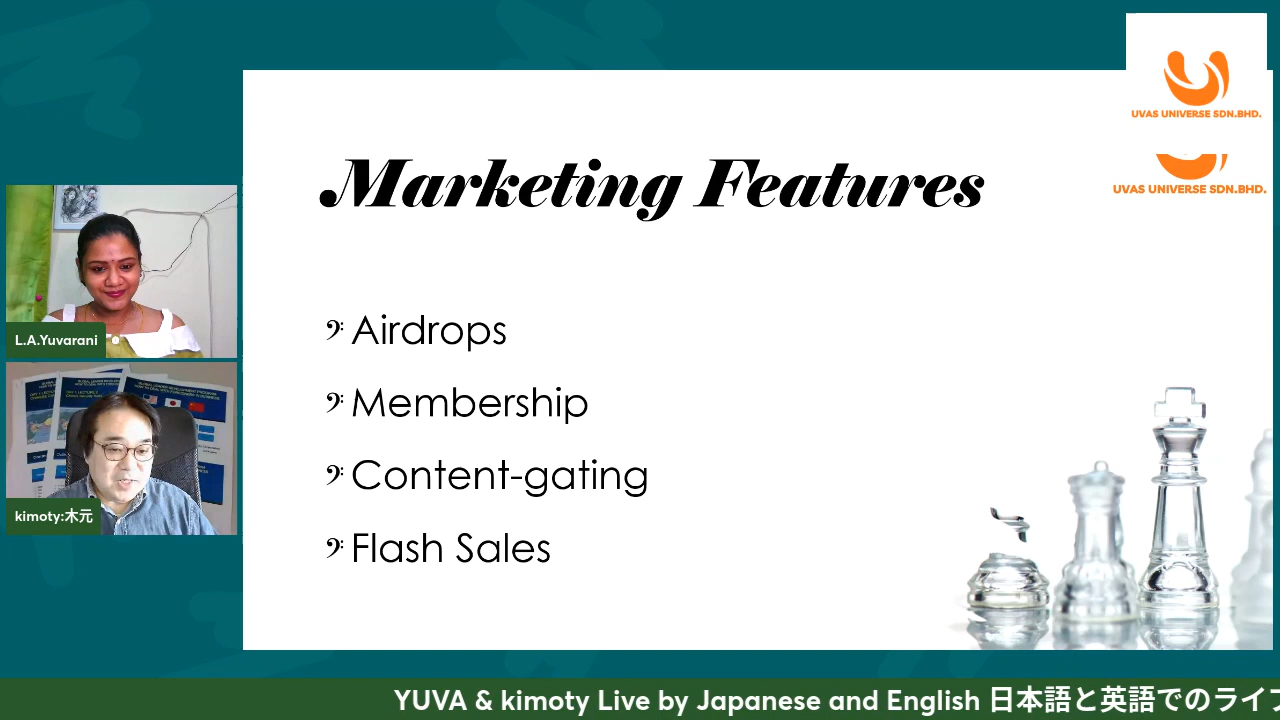 UVAS UNIVERSE SDN.BHD.
UVAS UNIVERSE SDN.BHD.
Marketing Features
Airdrops
Membership
Content-gating
Flash Sales
L.A.Yuvarani
kimoty:木元
YUVA & kimoty Live by Japanese and English 日本語と英語でのライブ